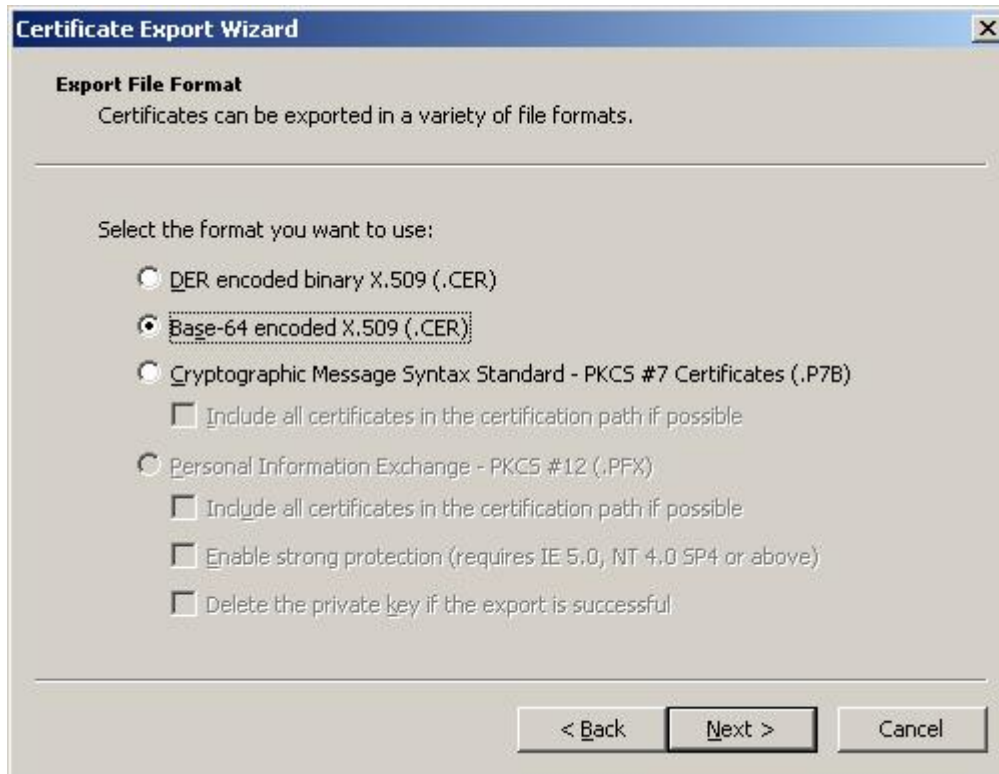 Certificate Export Wizard
Export File Format
Certificates can be exported in a variety of file formats.
Select the format you want to use:
DER encoded binary X.509 (.CER)
Base-64 encoded X.509 (.CER)
Cryptographic Message Syntax Standard - PKCS #7 Certificates (.P7B)
Include all certificates in the certification path if possible
Personal Information Exchange - PKCS #12 (.PFX)
Include all certificates in the certification path if possible
Enable strong protection (requires IE 5.0, NT 4.0 SP4 or above)
Delete the private key if the export is successful
< Back Next > Cancel